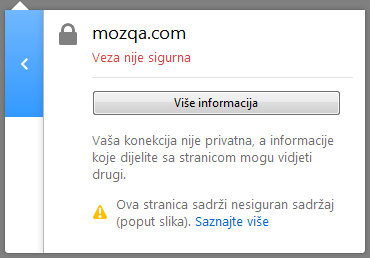 mozqa.com
Veza nije sigurna
Više informacija
Vaša konekcija nije privatna, a informacije
koje dijelite sa stranicom mogu vidjeti
drugi.
Ova stranica sadrži nesiguran sadržaj
(poput slika). Saznajte više